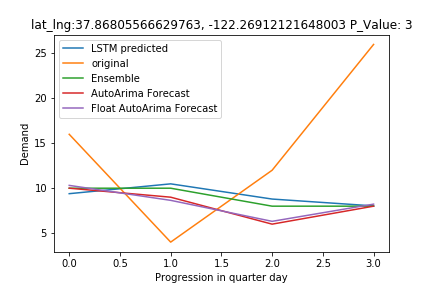 lat_lng:37.86805566629763, -122.26912121648003 P_Value: 3
25
20
15
10
5
Demand
LSTM predicted
original
Ensemble
AutoArima Forecast
Float AutoArima Forecast
0.0 0.5 1.0 1.5 2.0 2.5 3.0
Progression in quarter day